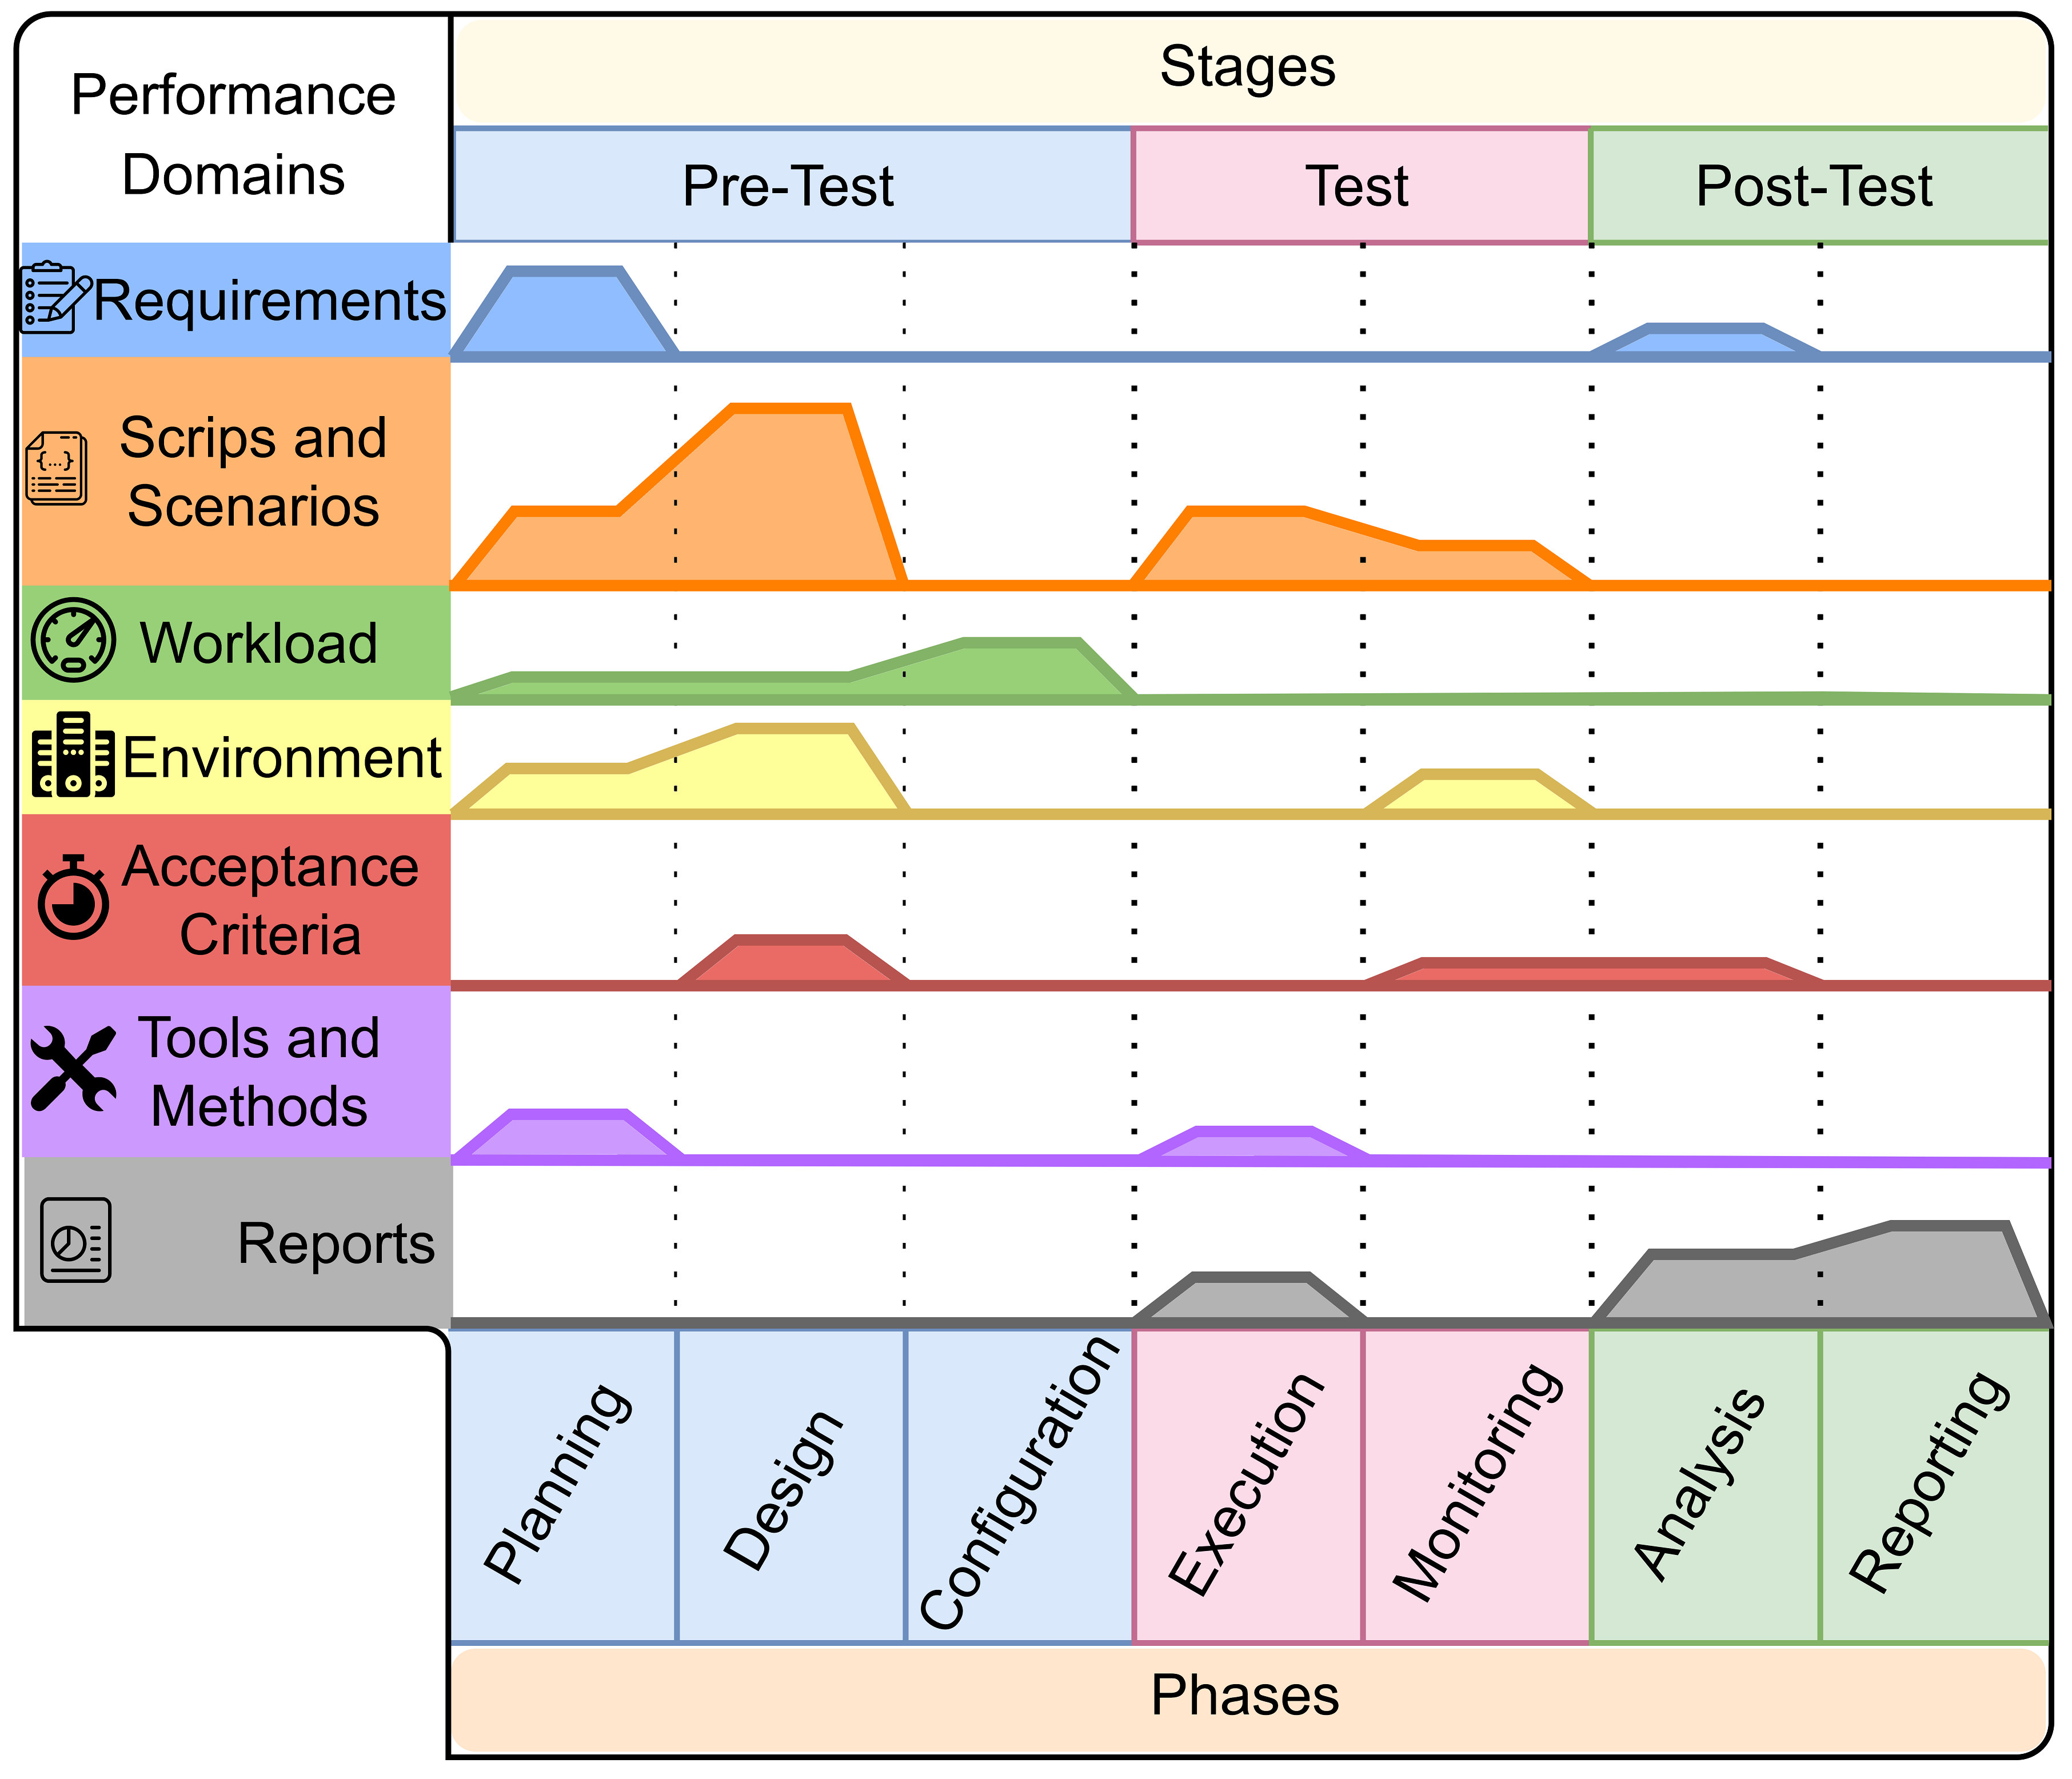 Performance
Domains
Stages
Pre-Test
Test
Post-Test
Requirements
Scrips and
Scenarios
{...}
Workload
Environment
Acceptance
Criteria
Tools and
Methods
Reports
Planning
Design
Configuration
Execution
Monitoring
Analysis
Reporting
Phases